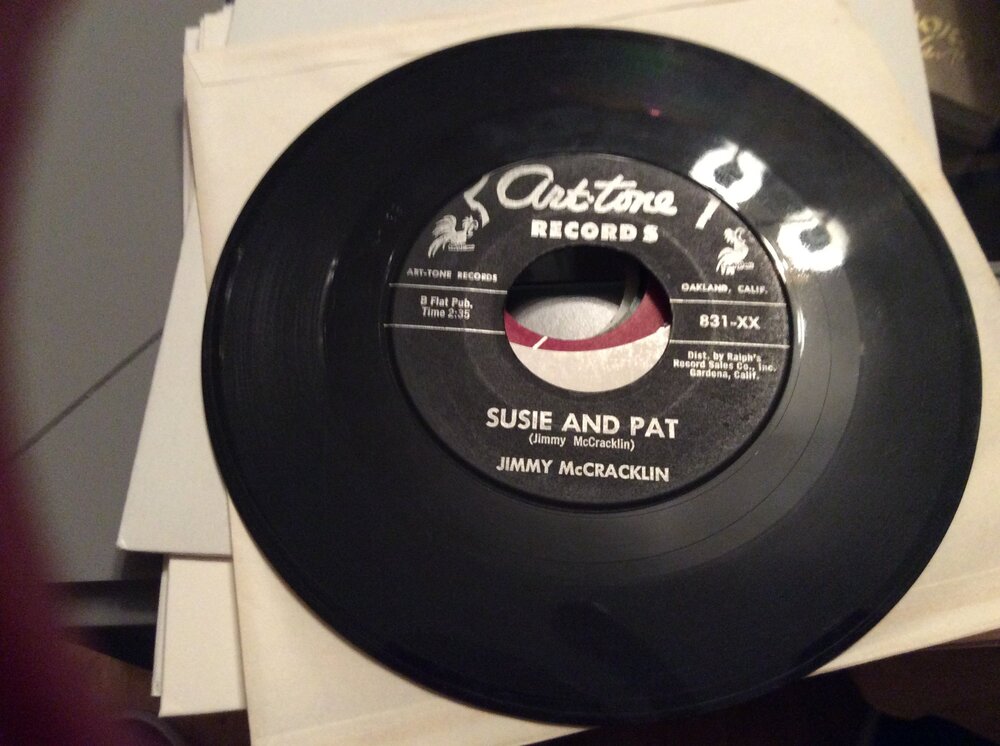 Art-tone
RECORDS
ART-TONE RECORDS
B Flat Pub.
Time 2:35
OAKLAND, CALIF.
831-XX
Dist. by Ralph's
Record Sales Co., Inc.
Gardena, Calif.
SUSIE AND PAT
(Jimmy McCracklin)
JIMMY McCRACKLIN